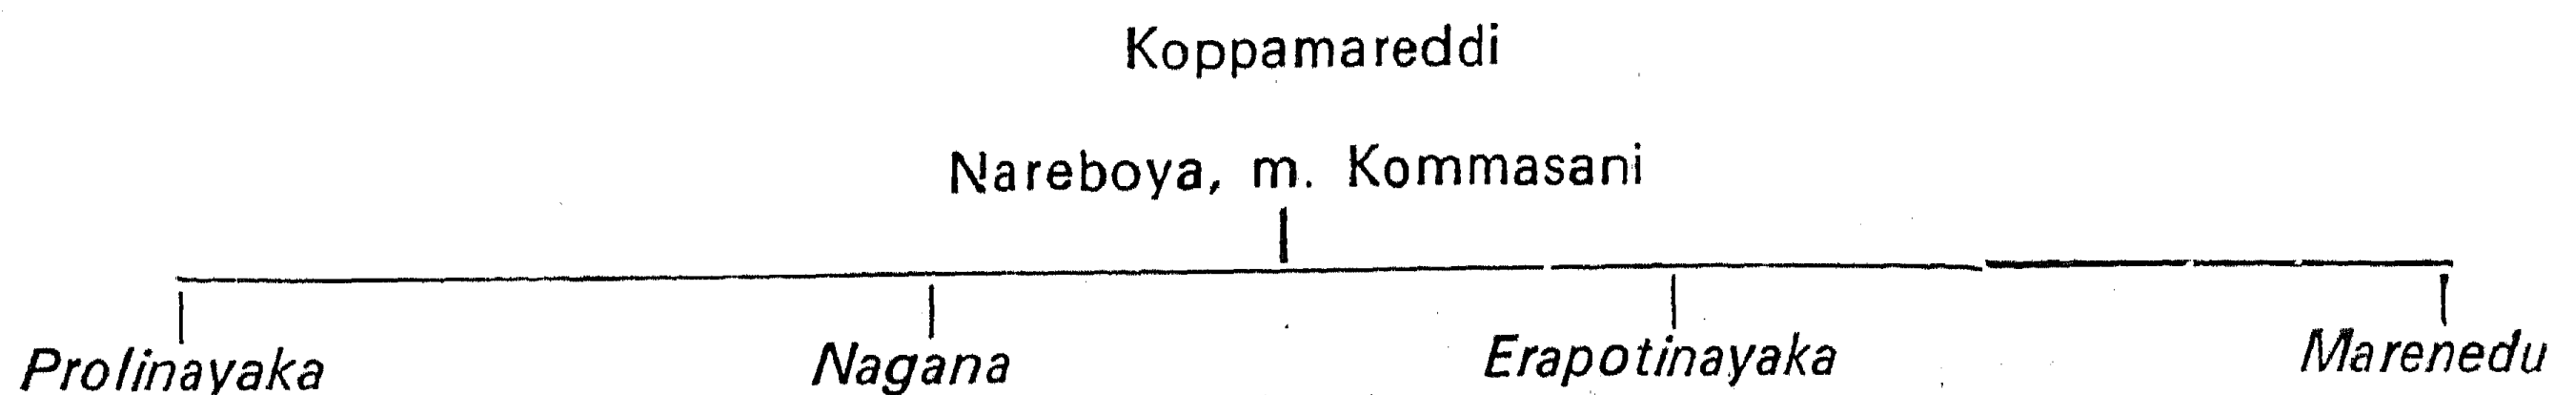 Koppamareddi
Nareboya, m. Kommasani
Prolinayaka Nagana Erapotinayaka Marenedu